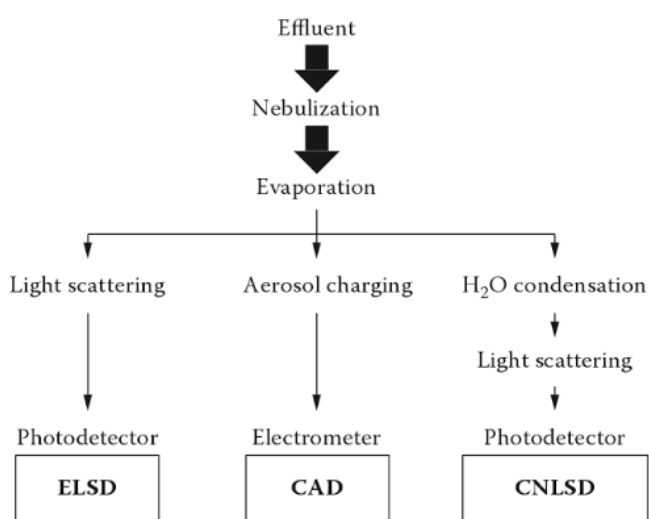 Effluent
Nebulization
Evaporation
Light scattering
Aerosol charging
H₂O condensation
Light scattering
Photodetector
Electrometer
Photodetector
ELSD
CAD
CNLSD